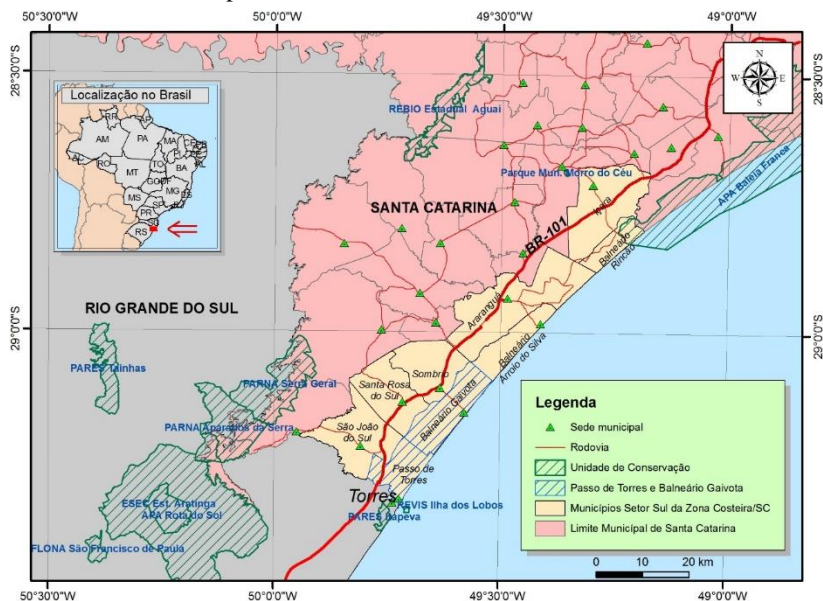 50°30'0"O
50°0'0"O
49°30'0"O
49°0'0"O
28°30'0"S
28°30'0"S
Localização no Brasil
RR
AP
AM
PA
MA
CE
AC
RO
TO
MT
BA
GO
DF
MG
ES
MS
SP
PR
SC
RS
N
W
E
S
REBIO Estadual Aguaí
Parque Mun. Morro do Céu
APA Baleia Franca
SANTA CATARINA
BR-101
Içara
Balneário
Rincão
RIO GRANDE DO SUL
Araranguá
29°0'0"S
29°0'0"S
Balneário
Arroio do Silva
PARES Tainhas
PARNA Serra Geral
Sombrio
Santa Rosa
do Sul
Balneário Gaivota
PARNA Aparados da Serra
São João
do Sul
Passo de
Torres
Torres
REVIS Ilha dos Lobos
PARES Itapeva
ESEC Est. Aratinga
APA Rota do Sol
FLONA São Francisco de Paula
Legenda
Sede municipal
Rodovia
Unidade de Conservação
Passo de Torres e Balneário Gaivota
Municípios Setor Sul da Zona Costeira/SC
Limite Municípal de Santa Catarina
0 10 20 km
50°30'0"O
50°0'0"O
49°30'0"O
49°0'0"O